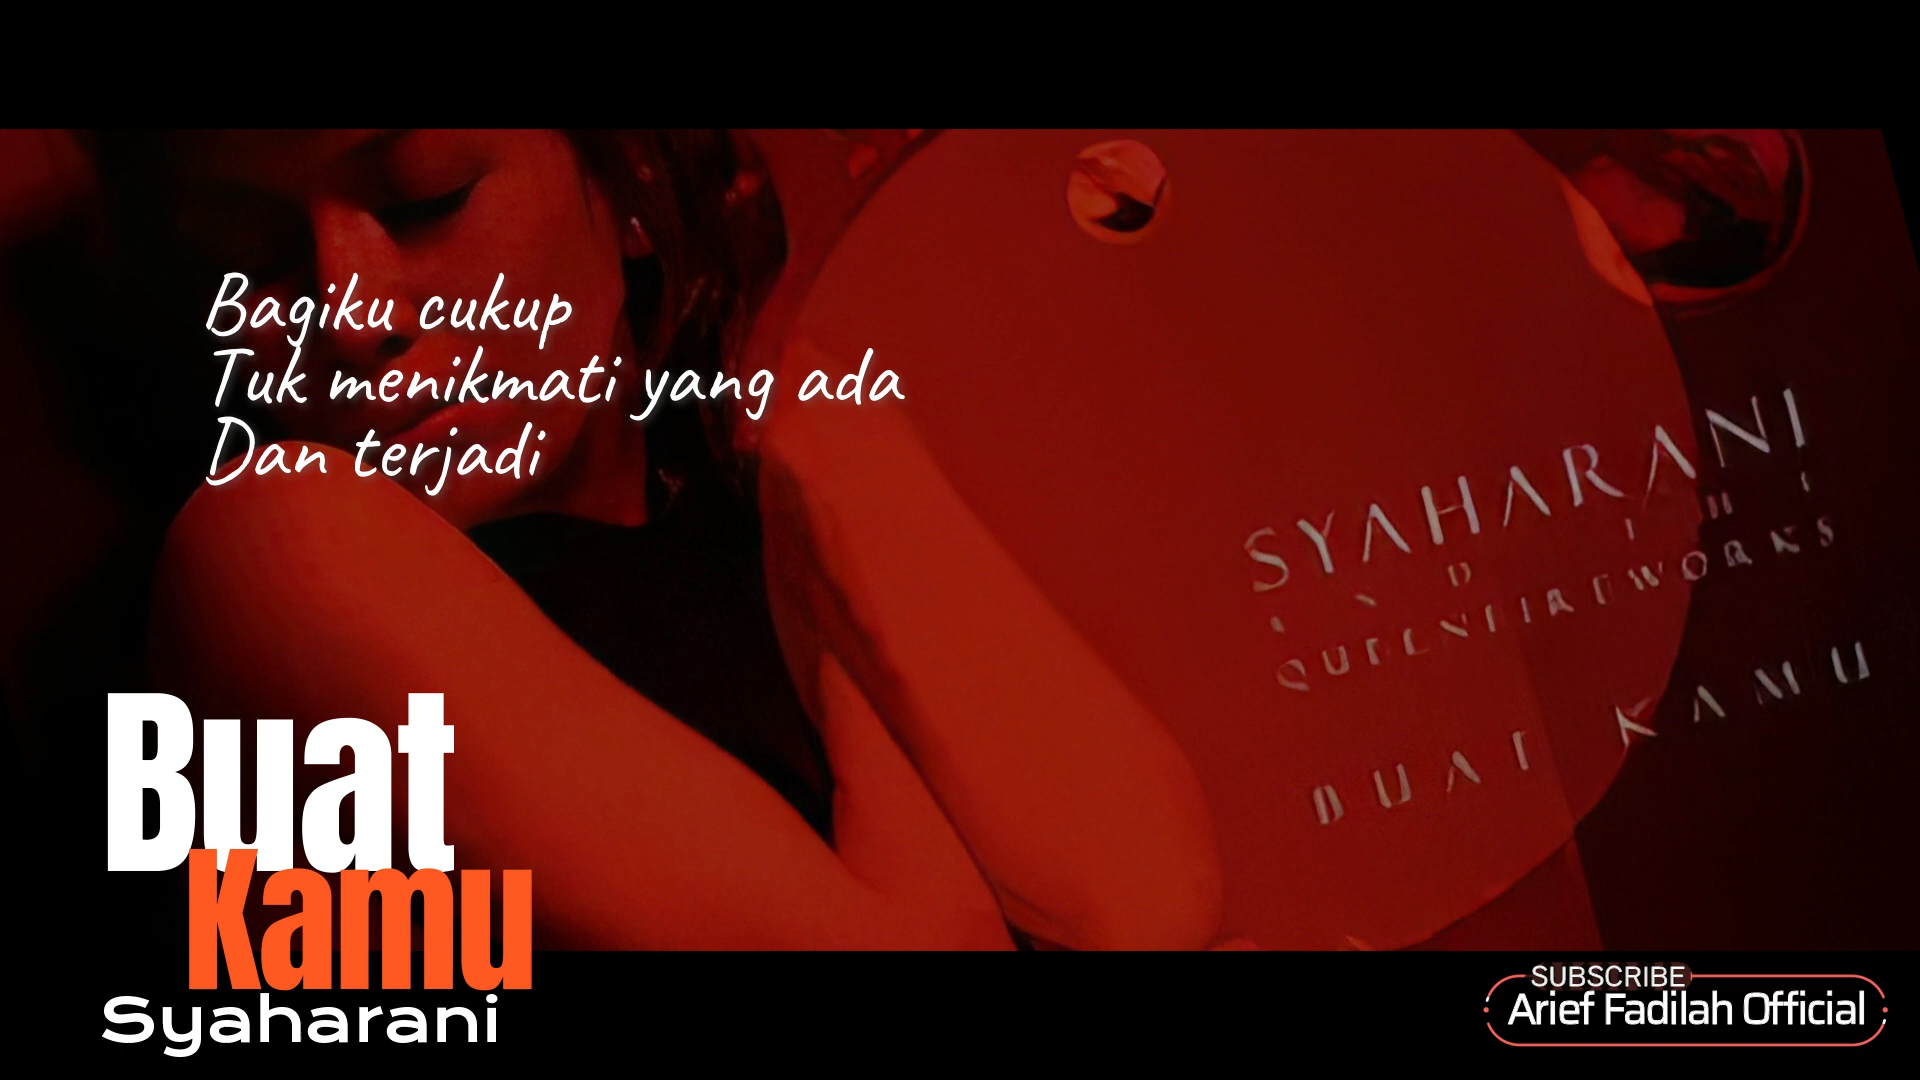 Bagiku cukup
Tuk menikmati yang ada
Dan terjadi
SYAHARANI
QUEENFIREWORKS
BUAT KAMU
Buat
Kamu
Syaharani
SUBSCRIBE
Arief Fadilah Official